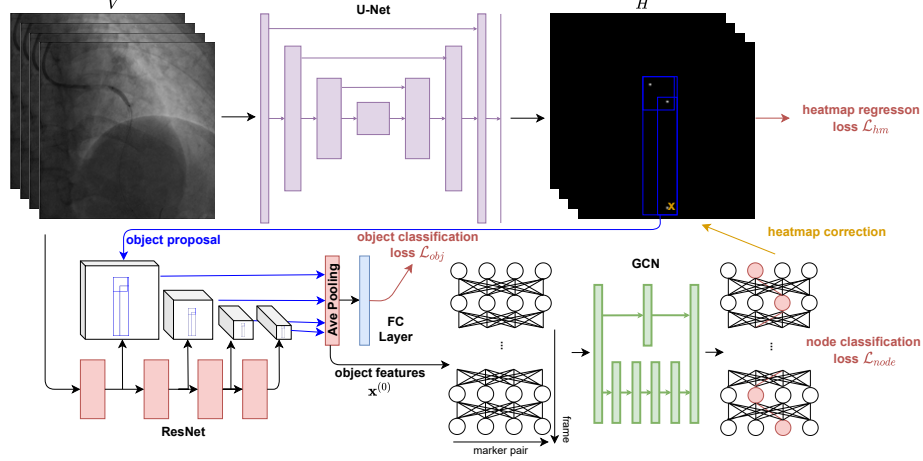 V
U-Net
H
heatmap regresson
loss ℒhm
object proposal
object classification
loss ℒobj
heatmap correction
Ave Pooling
FC
Layer
GCN
...
node classification
loss ℒnode
object features
x(0)
...
ResNet
frame
marker pair